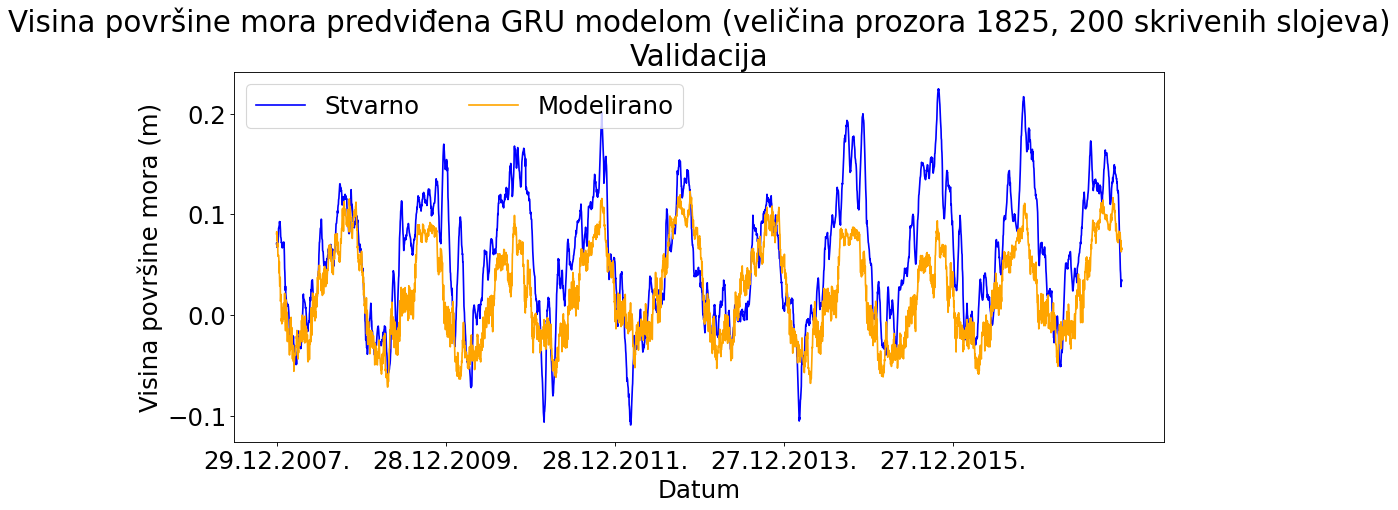 Visina površine mora predviđena GRU modelom (veličina prozora 1825, 200 skrivenih slojeva)
Validacija
Stvarno Modelirano
Visina površine mora (m)
0.2
0.1
0.0
−0.1
29.12.2007. 28.12.2009. 28.12.2011. 27.12.2013. 27.12.2015.
Datum